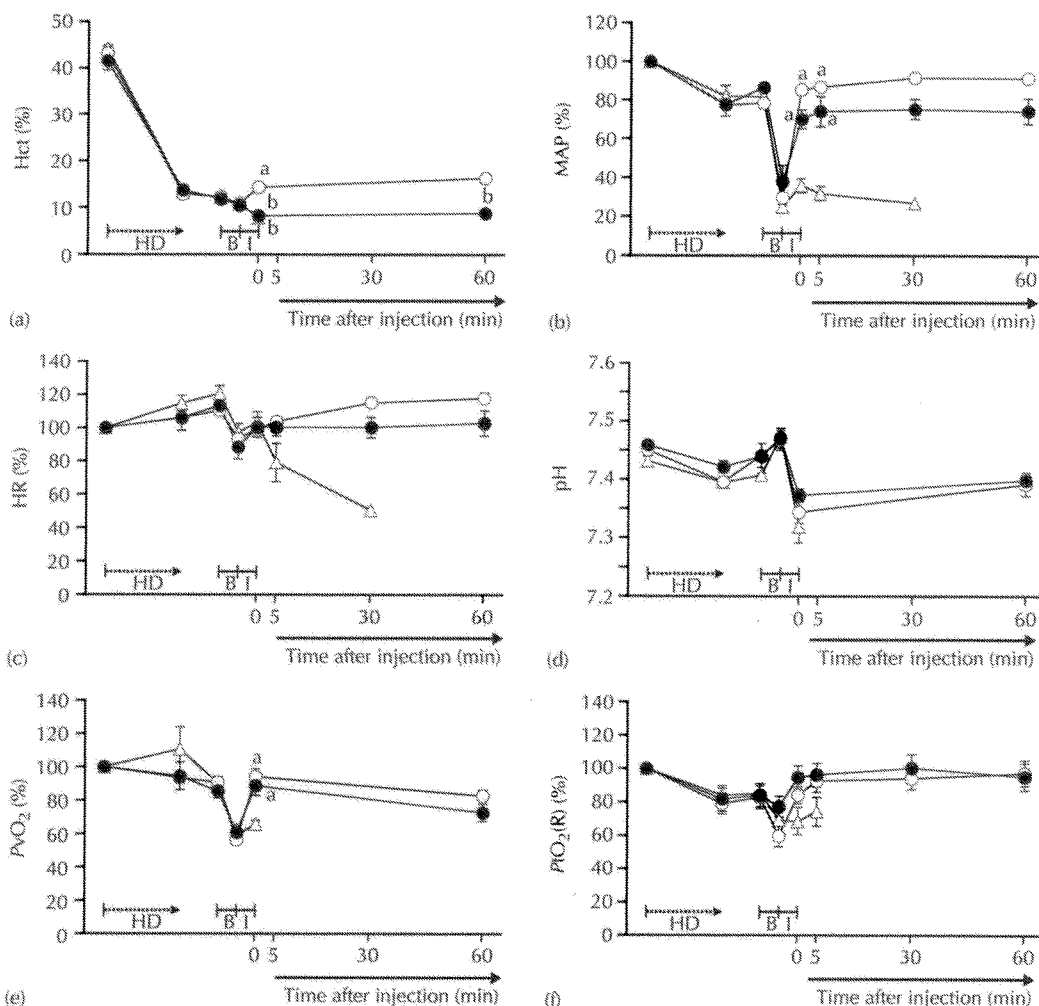 50
40
30
20
10
0
Hct (%)
a
b
b
b
HD
B I
0 5 30 60
Time after injection (min)
(a)
120
100
80
60
40
20
0
MAP (%)
a a
a
a
HD
B I
0 5 30 60
Time after injection (min)
(b)
140
120
100
80
60
40
20
0
HR (%)
HD
B I
0 5 30 60
Time after injection (min)
(c)
7.6
7.5
7.4
7.3
7.2
pH
HD
B I
0 5 30 60
Time after injection (min)
(d)
140
120
100
80
60
40
20
0
PvO₂ (%)
a
a
HD
B I
0 5 30 60
Time after injection (min)
(e)
140
120
100
80
60
40
20
0
PtO₂(R) (%)
HD
B I
0 5 30 60
Time after injection (min)
(f)